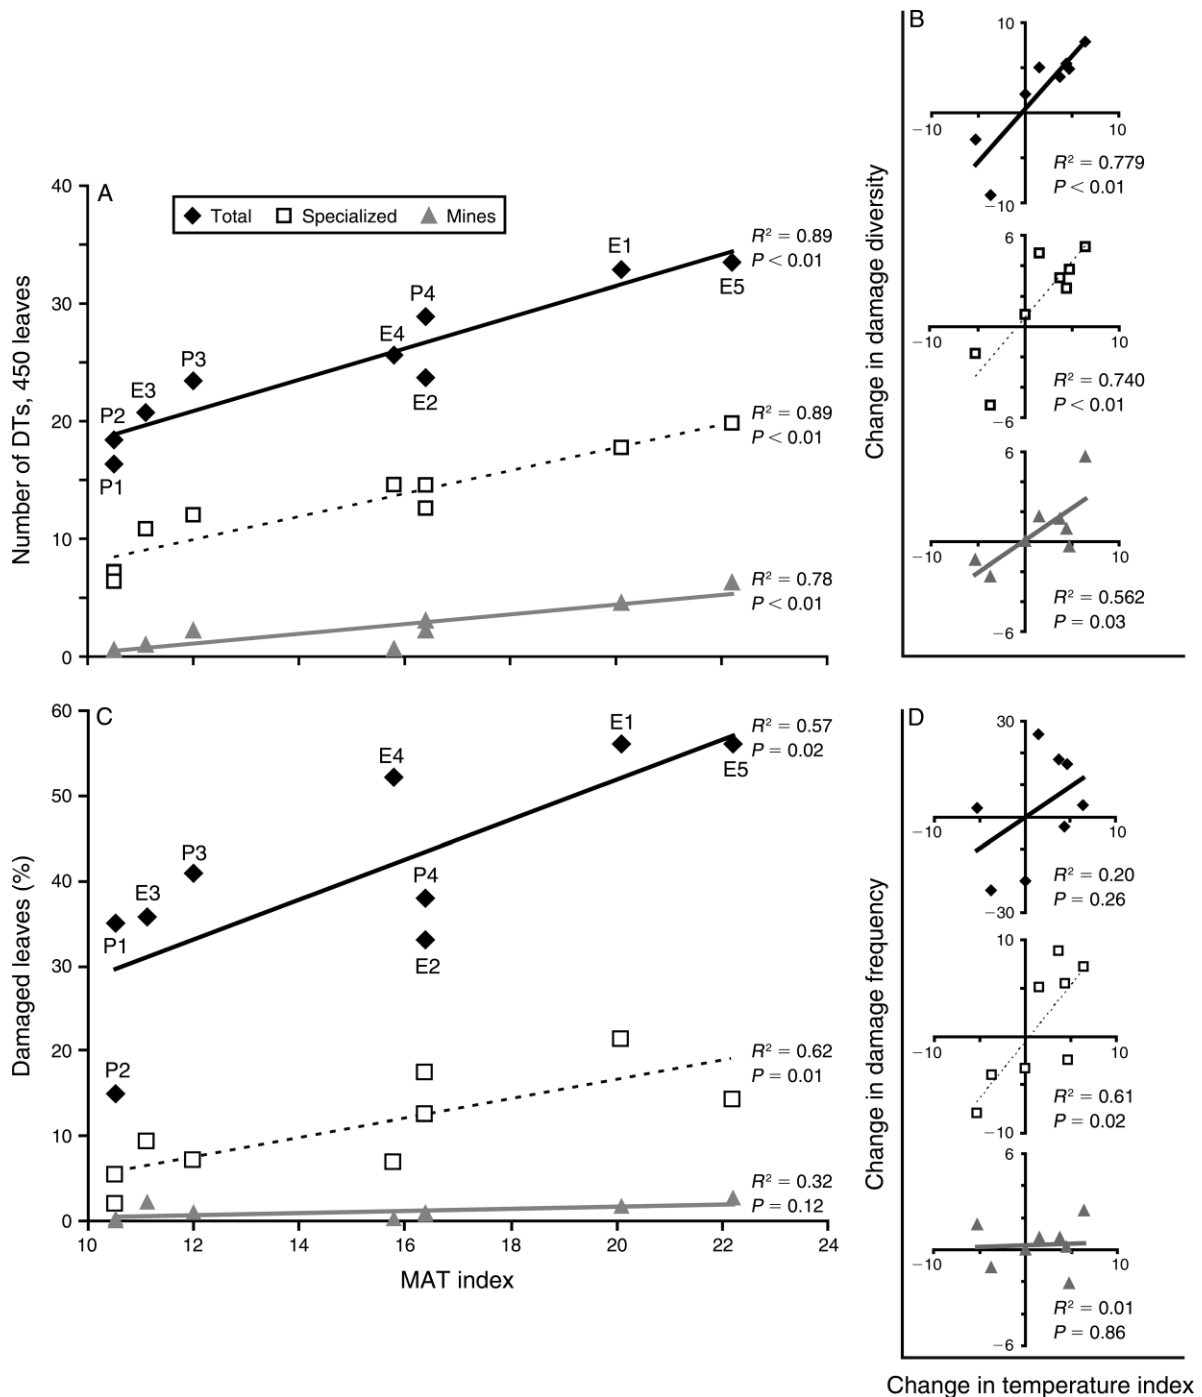 A
Total
Specialized
Mines
Number of DTs, 450 leaves
40
30
20
10
0
P1
P2
E3
P3
E4
P4
E2
E1
E5
R² = 0.89
P < 0.01
R² = 0.89
P < 0.01
R² = 0.78
P < 0.01
12
14
16
18
20
22
24
B
Change in damage diversity
10
−10
10
−10
R² = 0.779
P < 0.01
6
−10
10
−6
R² = 0.740
P < 0.01
6
−10
10
−6
R² = 0.562
P = 0.03
C
Damaged leaves (%)
60
50
40
30
20
10
0
P1
P2
E3
P3
E4
P4
E2
E1
E5
R² = 0.57
P = 0.02
R² = 0.62
P = 0.01
R² = 0.32
P = 0.12
10
12
14
16
18
20
22
24
MAT index
D
Change in damage frequency
30
−10
10
−30
R² = 0.20
P = 0.26
10
−10
10
−10
R² = 0.61
P = 0.02
6
−10
10
−6
R² = 0.01
P = 0.86
Change in temperature index